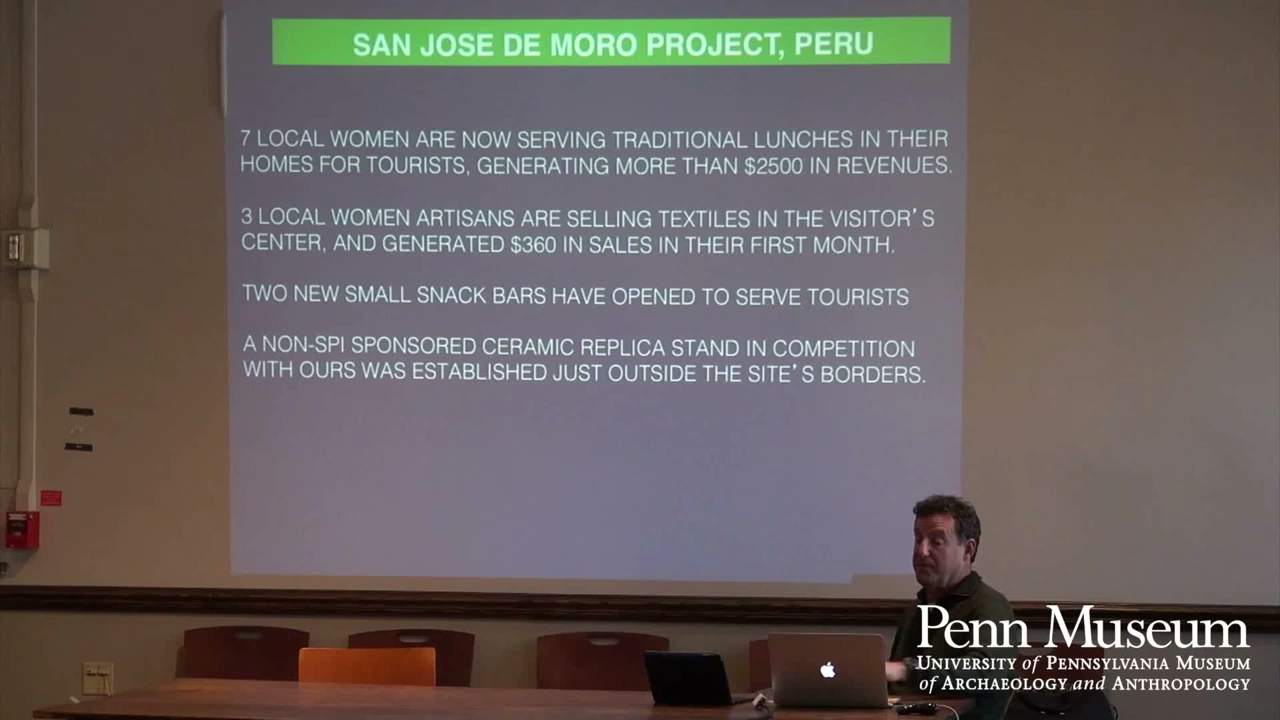 SAN JOSE DE MORO PROJECT, PERU
7 LOCAL WOMEN ARE NOW SERVING TRADITIONAL LUNCHES IN THEIR
HOMES FOR TOURISTS, GENERATING MORE THAN $2500 IN REVENUES.
3 LOCAL WOMEN ARTISANS ARE SELLING TEXTILES IN THE VISITOR'S
CENTER, AND GENERATED $360 IN SALES IN THEIR FIRST MONTH.
TWO NEW SMALL SNACK BARS HAVE OPENED TO SERVE TOURISTS
A NON-SPI SPONSORED CERAMIC REPLICA STAND IN COMPETITION
WITH OURS WAS ESTABLISHED JUST OUTSIDE THE SITE'S BORDERS.
Penn Museum
UNIVERSITY of PENNSYLVANIA MUSEUM
of ARCHAEOLOGY and ANTHROPOLOGY